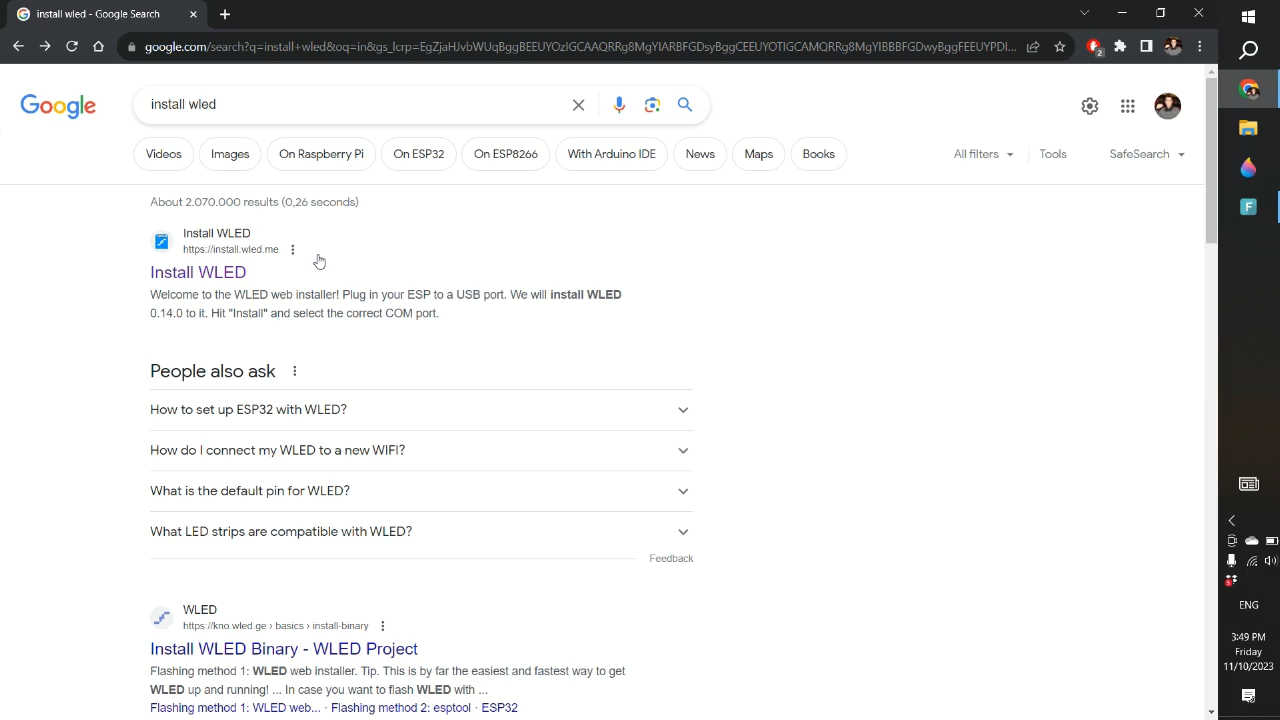 install wled - Google Search
google.com/search?q=install+wled&oq=in&gs_lcrp=EgZjaHJvbWUqBggBEEUYOzIGCAAQRRg8MgYIARBFGDsyBggCEEUYOTIGCAMQRRg8MgYIBBBFGDwyBggFEEUYPDI...
2
Google
install wled
Videos
Images
On Raspberry Pi
On ESP32
On ESP8266
With Arduino IDE
News
Maps
Books
All filters
Tools
SafeSearch
About 2.070.000 results (0,26 seconds)
Install WLED
https://install.wled.me
Install WLED
Welcome to the WLED web installer! Plug in your ESP to a USB port. We will install WLED
0.14.0 to it. Hit "Install" and select the correct COM port.
People also ask
How to set up ESP32 with WLED?
How do I connect my WLED to a new WIFI?
What is the default pin for WLED?
What LED strips are compatible with WLED?
Feedback
WLED
https://kno.wled.ge › basics › install-binary
Install WLED Binary - WLED Project
Flashing method 1: WLED web installer. Tip. This is by far the easiest and fastest way to get
WLED up and running! ... In case you want to flash WLED with ...
Flashing method 1: WLED web... · Flashing method 2: esptool · ESP32
F
5
ENG
3:49 PM
Friday
11/10/2023